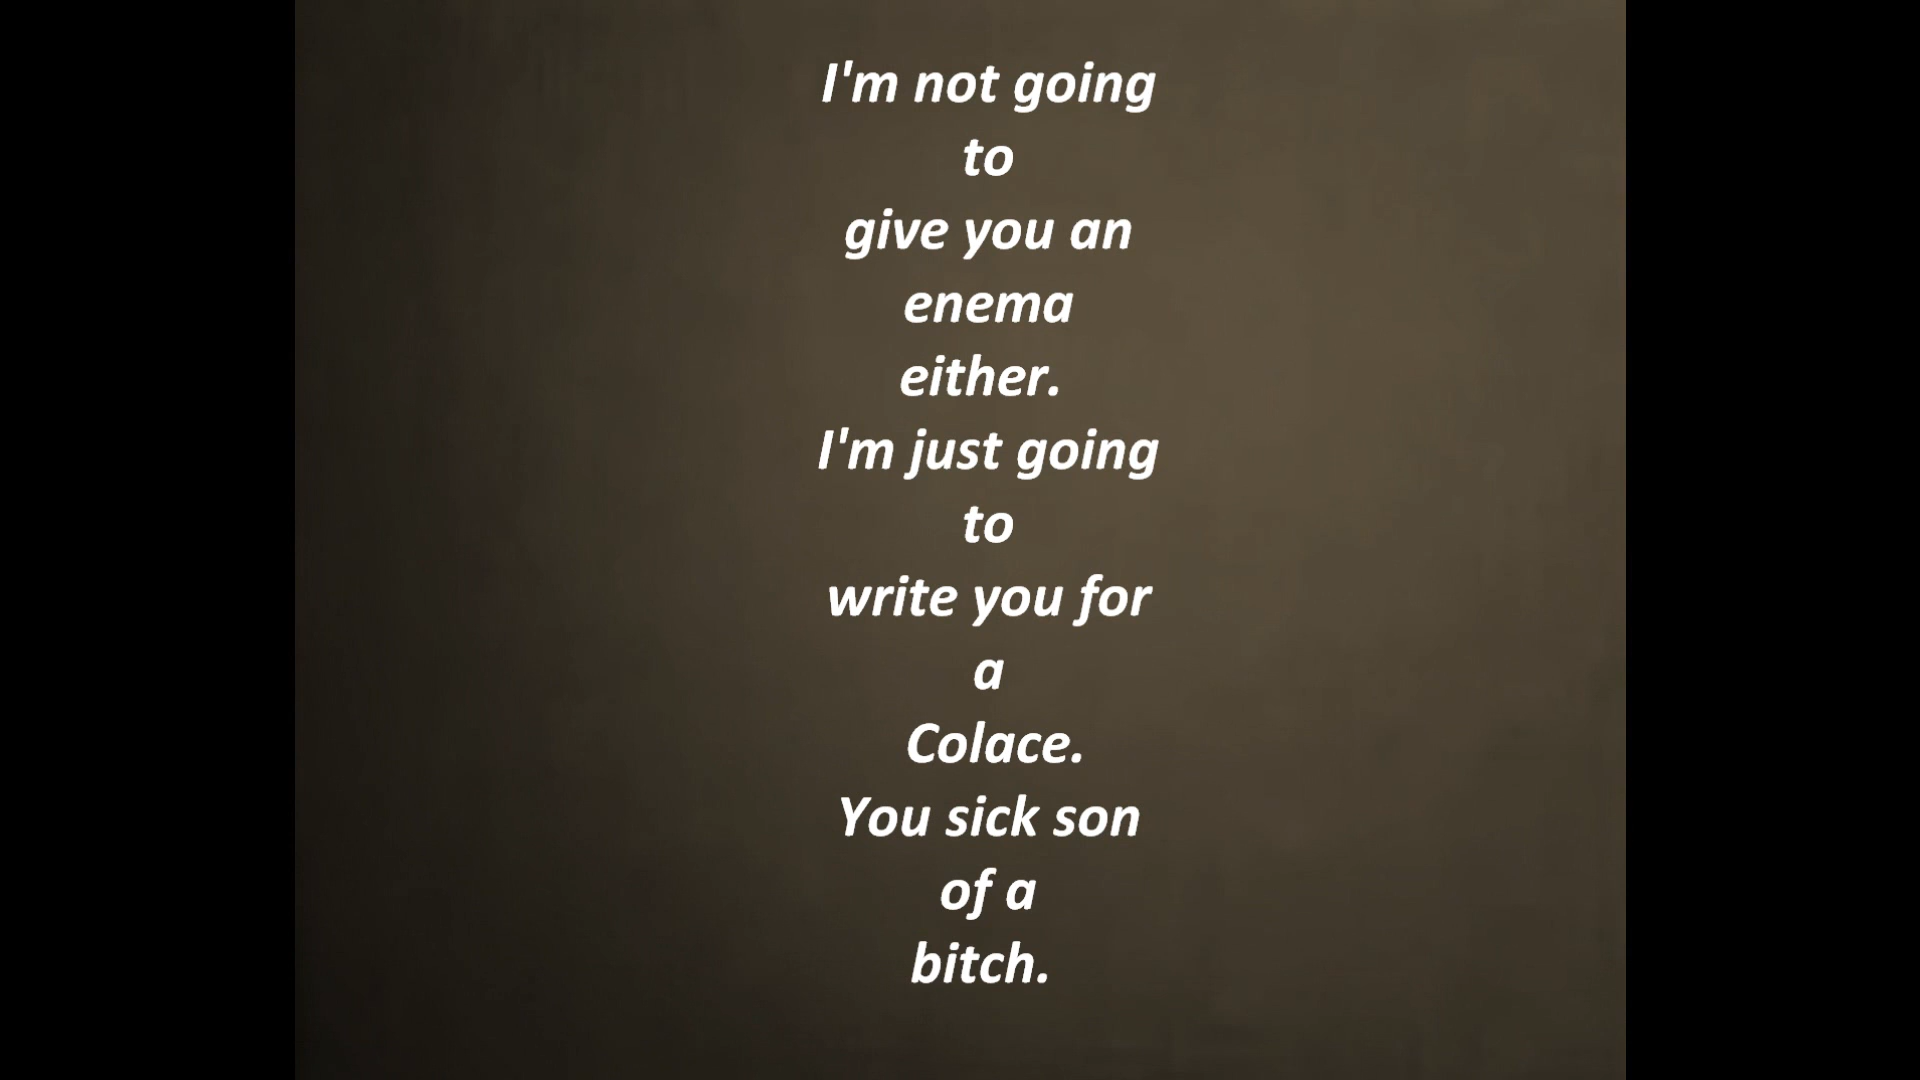 I'm not going
to
give you an
enema
either.
I'm just going
to
write you for
a
Colace.
You sick son
of a
bitch.